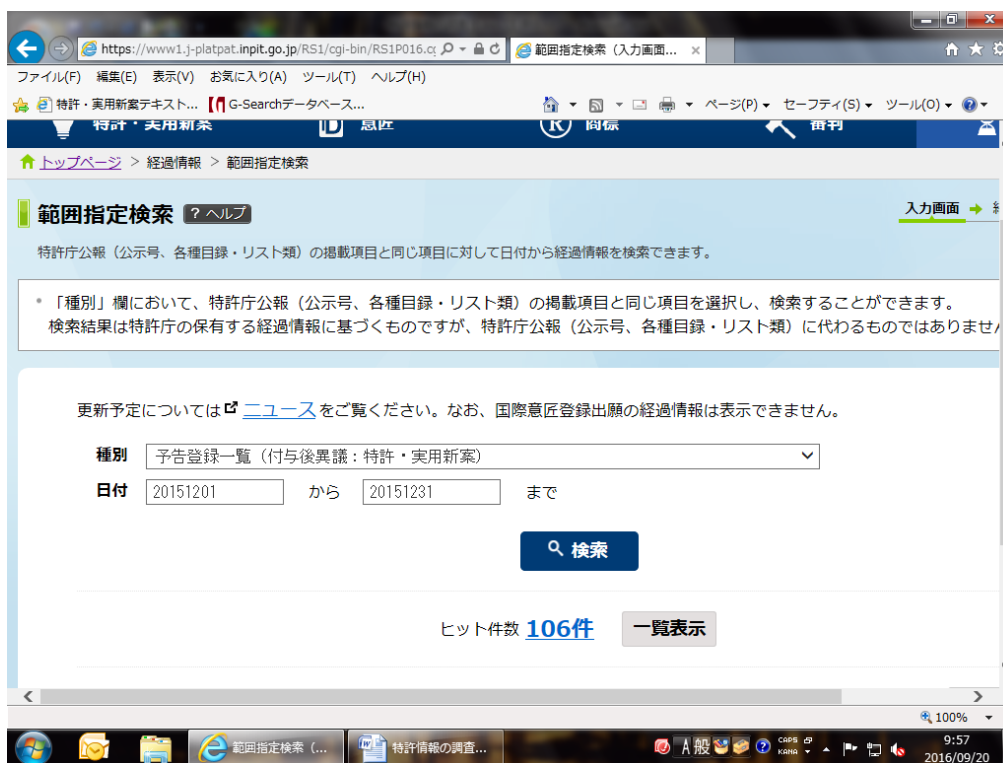 https://www1.j-platpat.inpit.go.jp/RS1/cgi-bin/RS1P016.cg
範囲指定検索(入力画面...
ファイル(F) 編集(E) 表示(V) お気に入り(A) ツール(T) ヘルプ(H)
特許・実用新案テキスト... G-Searchデータベース... ページ(P) セーフティ(S) ツール(O)
特許・実用新案 意匠 商標 審判
トップページ > 経過情報 > 範囲指定検索
範囲指定検索 ? ヘルプ 入力画面
特許庁公報(公示号、各種目録・リスト類)の掲載項目と同じ項目に対して日付から経過情報を検索できます。
・「種別」欄において、特許庁公報(公示号、各種目録・リスト類)の掲載項目と同じ項目を選択し、検索することができます。
検索結果は特許庁の保有する経過情報に基づくものですが、特許庁公報(公示号、各種目録・リスト類)に代わるものではありませ
更新予定については ニュースをご覧ください。なお、国際意匠登録出願の経過情報は表示できません。
種別 予告登録一覧(付与後異議:特許・実用新案)
日付 20151201 から 20151231 まで
検索
ヒット件数 106件 一覧表示
100%
範囲指定検索 (... 特許情報の調査... A 般 CAPS KANA 9:57
2016/09/20